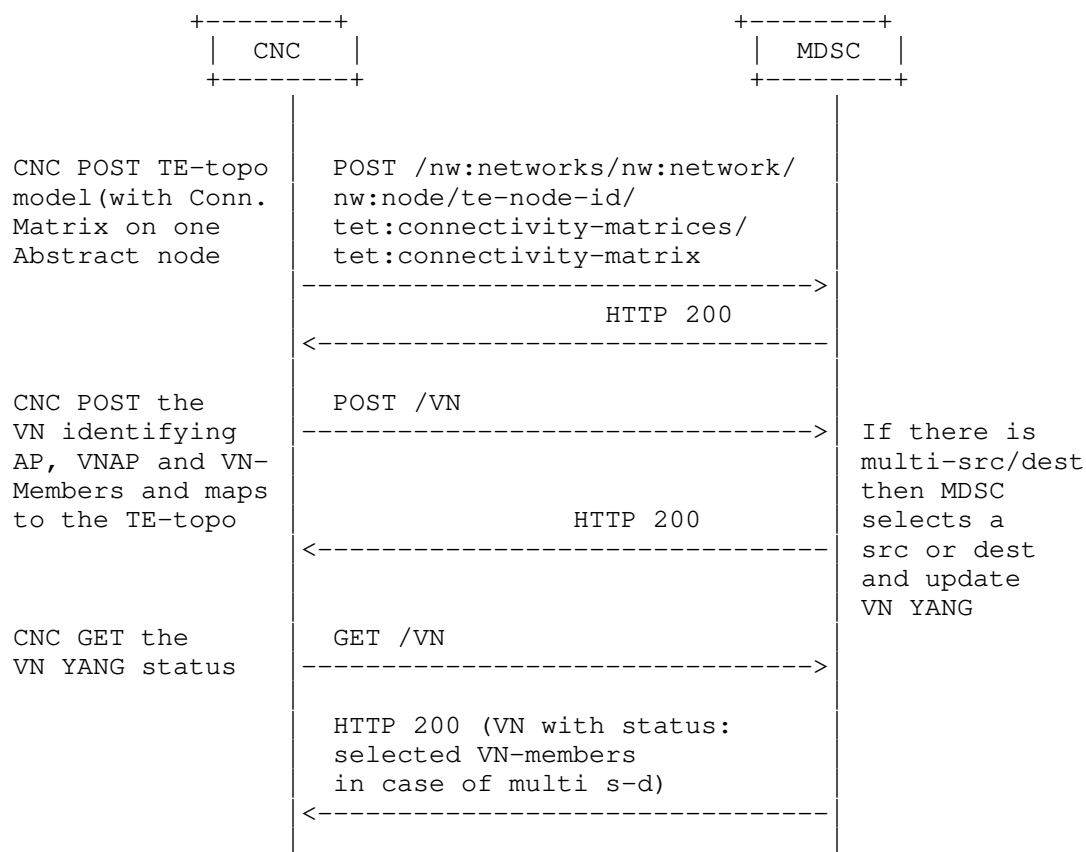 CNC MDSC
CNC POST TE-topo POST /nw:networks/nw:network/
model(with Conn. nw:node/te-node-id/
Matrix on one tet:connectivity-matrices/
Abstract node tet:connectivity-matrix
HTTP 200
CNC POST the POST /VN
VN identifying If there is
AP, VNAP and VN- multi-src/dest
Members and maps then MDSC
to the TE-topo HTTP 200 selects a
src or dest
and update
VN YANG
CNC GET the GET /VN
VN YANG status
HTTP 200 (VN with status:
selected VN-members
in case of multi s-d)